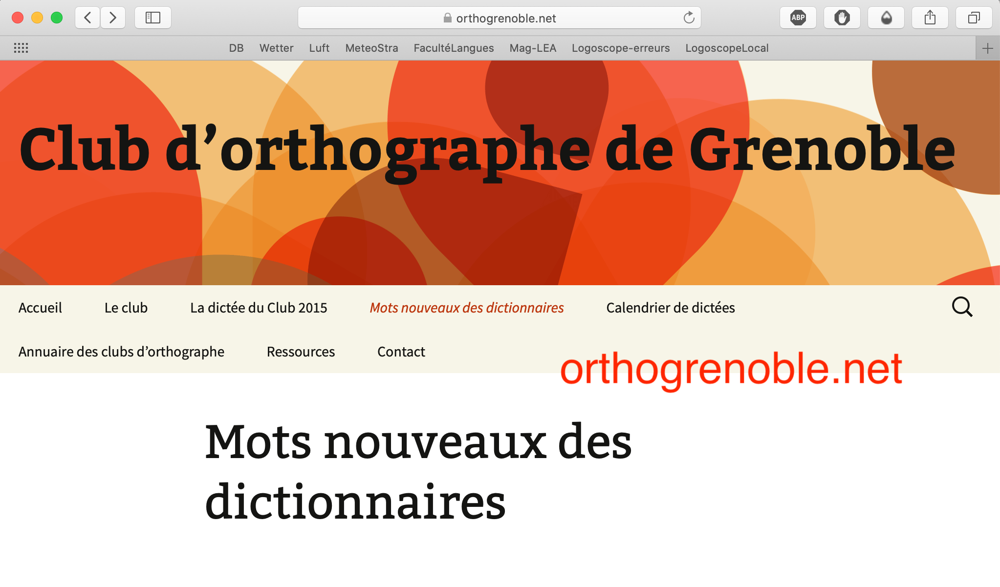 orthogrenoble.net
ABP
DB Wetter Luft MeteoStra FacultéLangues Mag-LEA Logoscope-erreurs LogoscopeLocal
Club d’orthographe de Grenoble
Accueil Le club La dictée du Club 2015 Mots nouveaux des dictionnaires Calendrier de dictées
Annuaire des clubs d’orthographe Ressources Contact
orthogrenoble.net
Mots nouveaux des
dictionnaires